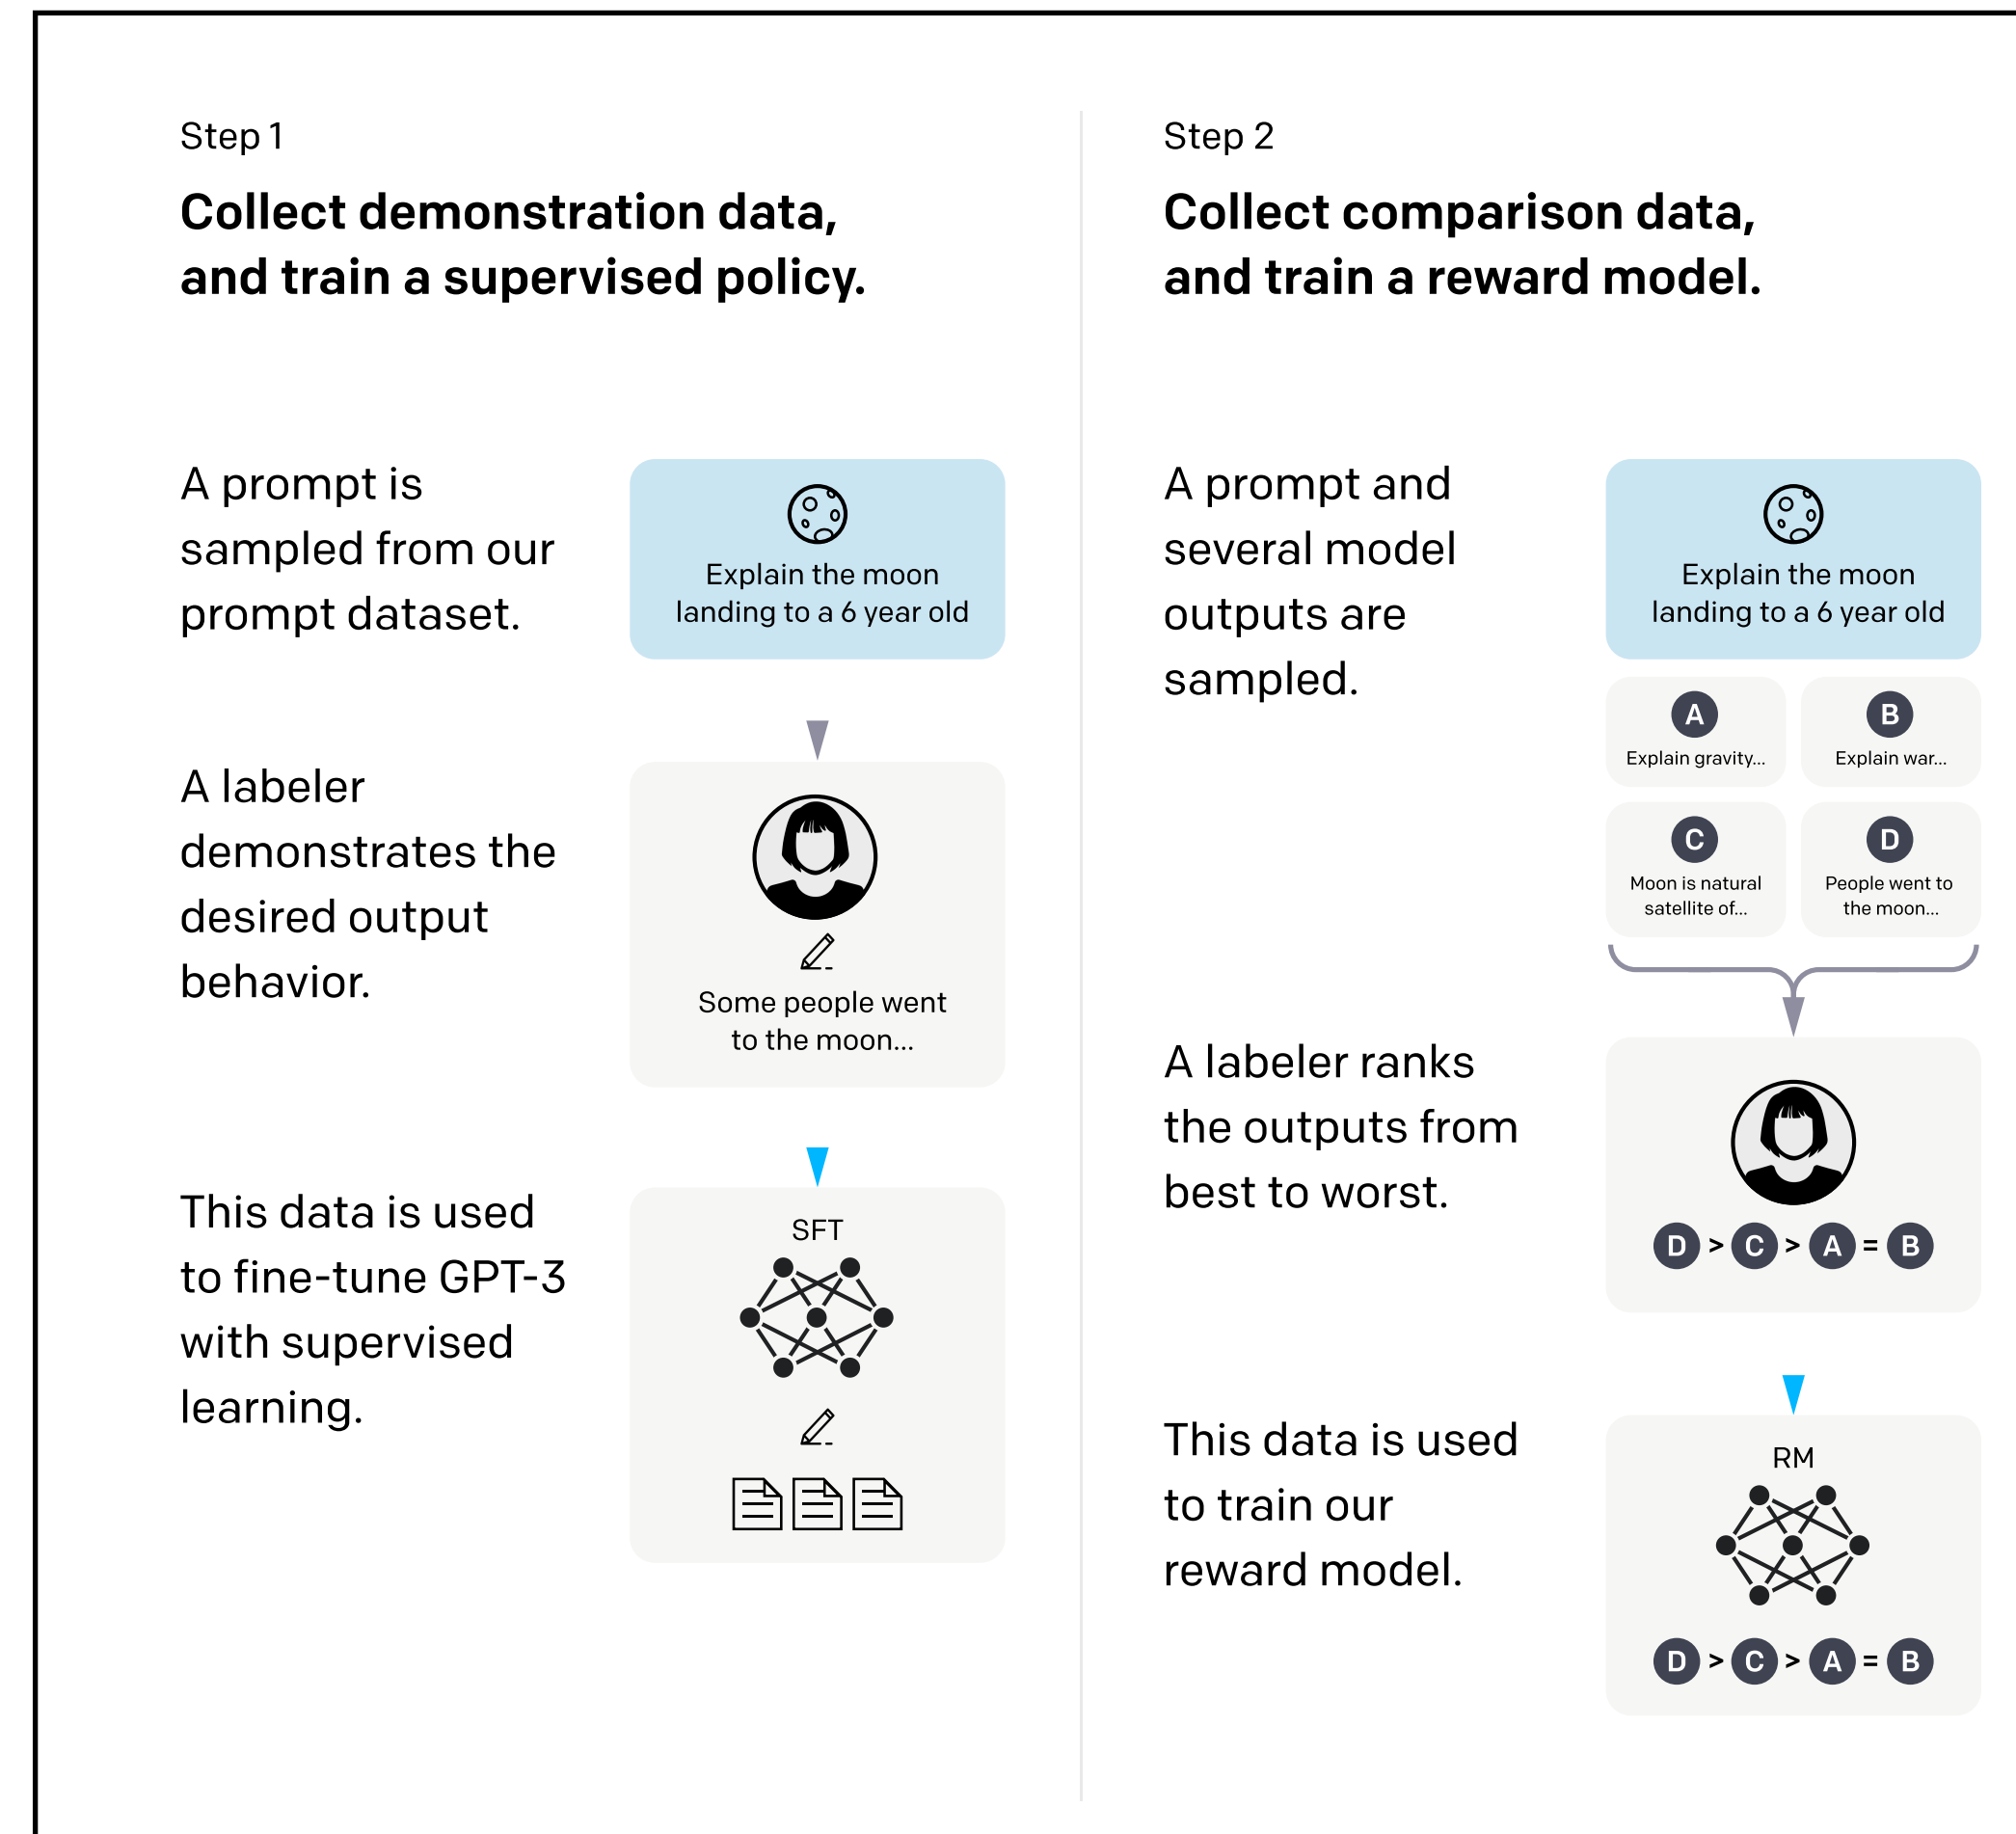 Step 1
Collect demonstration data,
and train a supervised policy.
A prompt is
sampled from our
prompt dataset.
Explain the moon
landing to a 6 year old
A labeler
demonstrates the
desired output
behavior.
Some people went
to the moon...
This data is used
to fine-tune GPT-3
with supervised
learning.
SFT
Step 2
Collect comparison data,
and train a reward model.
A prompt and
several model
outputs are
sampled.
Explain the moon
landing to a 6 year old
A
Explain gravity...
B
Explain war...
C
Moon is natural
satellite of...
D
People went to
the moon...
A labeler ranks
the outputs from
best to worst.
D > C > A = B
This data is used
to train our
reward model.
RM
D > C > A = B